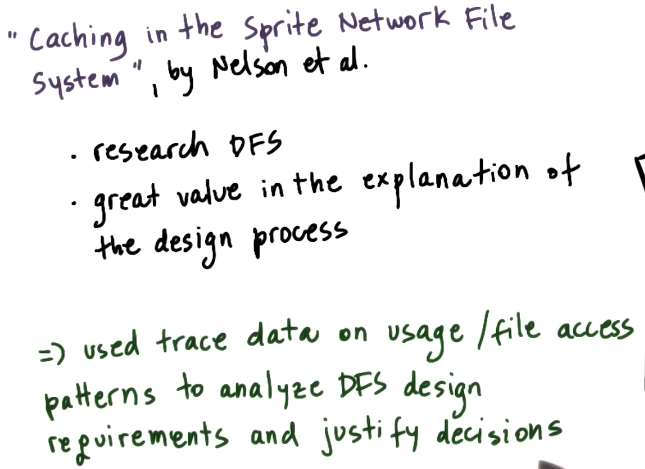 "Caching in the Sprite Network File
System", by Nelson et al.
· research DFS
· great value in the explanation of
the design process
=> used trace data on usage/file access
patterns to analyze DFS design
requirements and justify decisions